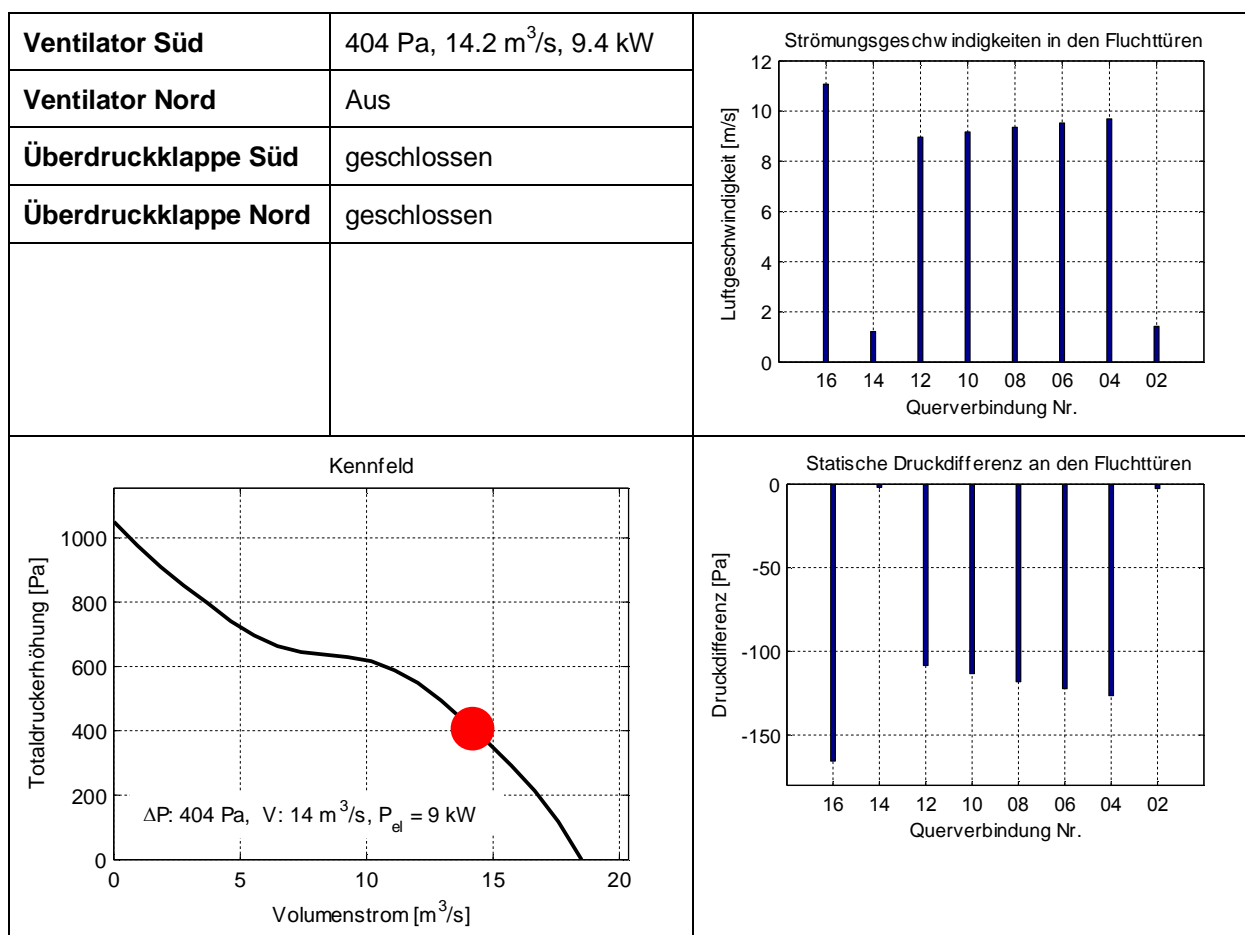 Ventilator Süd 404 Pa, 14.2 m³/s, 9.4 kW
Ventilator Nord Aus
Überdruckklappe Süd geschlossen
Überdruckklappe Nord geschlossen
Strömungsgeschwindigkeiten in den Fluchttüren
12
10
8
6
4
2
0
Luftgeschwindigkeit [m/s]
16 14 12 10 08 06 04 02
Querverbindung Nr.
Kennfeld
1000
800
600
400
200
0
Totaldruckerhöhung [Pa]
ΔP: 404 Pa, V: 14 m³/s, Pel = 9 kW
0 5 10 15 20
Volumenstrom [m³/s]
Statische Druckdifferenz an den Fluchttüren
0
-50
-100
-150
Druckdifferenz [Pa]
16 14 12 10 08 06 04 02
Querverbindung Nr.